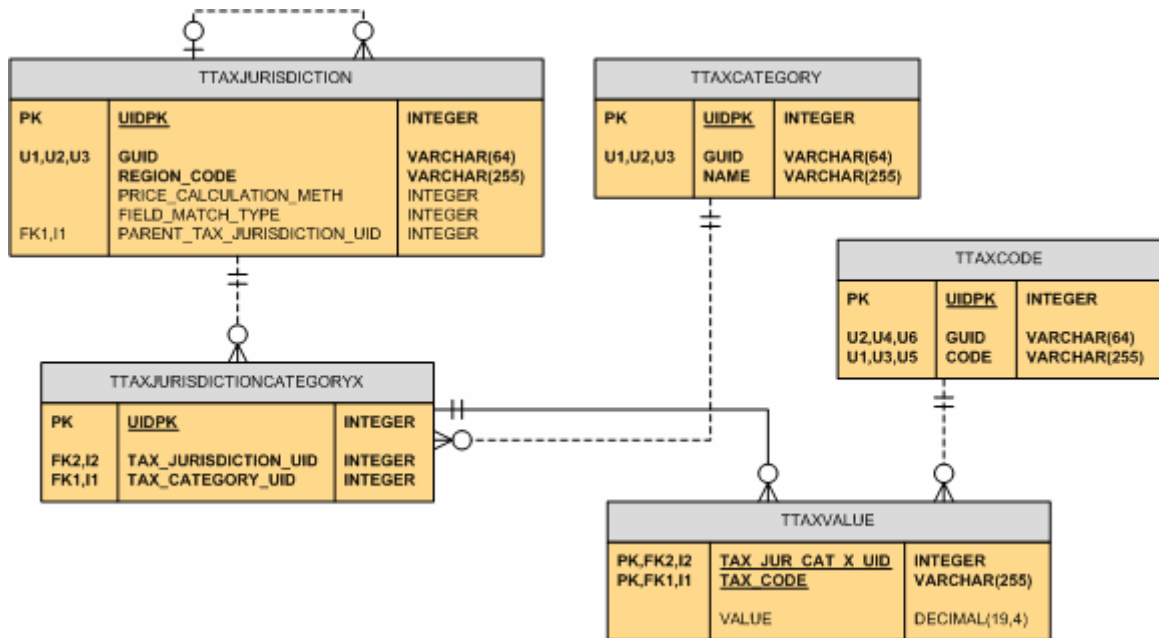 TTAXJURISDICTION
PK UIDPK INTEGER
U1,U2,U3 GUID VARCHAR(64)
REGION_CODE VARCHAR(255)
PRICE_CALCULATION_METH INTEGER
FIELD_MATCH_TYPE INTEGER
FK1,I1 PARENT_TAX_JURISDICTION_UID INTEGER
TTAXCATEGORY
PK UIDPK INTEGER
U1,U2,U3 GUID VARCHAR(64)
NAME VARCHAR(255)
TTAXCODE
PK UIDPK INTEGER
U2,U4,U6 GUID VARCHAR(64)
U1,U3,U5 CODE VARCHAR(255)
TTAXJURISDICTIONCATEGORYX
PK UIDPK INTEGER
FK2,I2 TAX_JURISDICTION_UID INTEGER
FK1,I1 TAX_CATEGORY_UID INTEGER
TTAXVALUE
PK,FK2,I2 TAX_JUR_CAT_X_UID INTEGER
PK,FK1,I1 TAX_CODE VARCHAR(255)
VALUE DECIMAL(19,4)